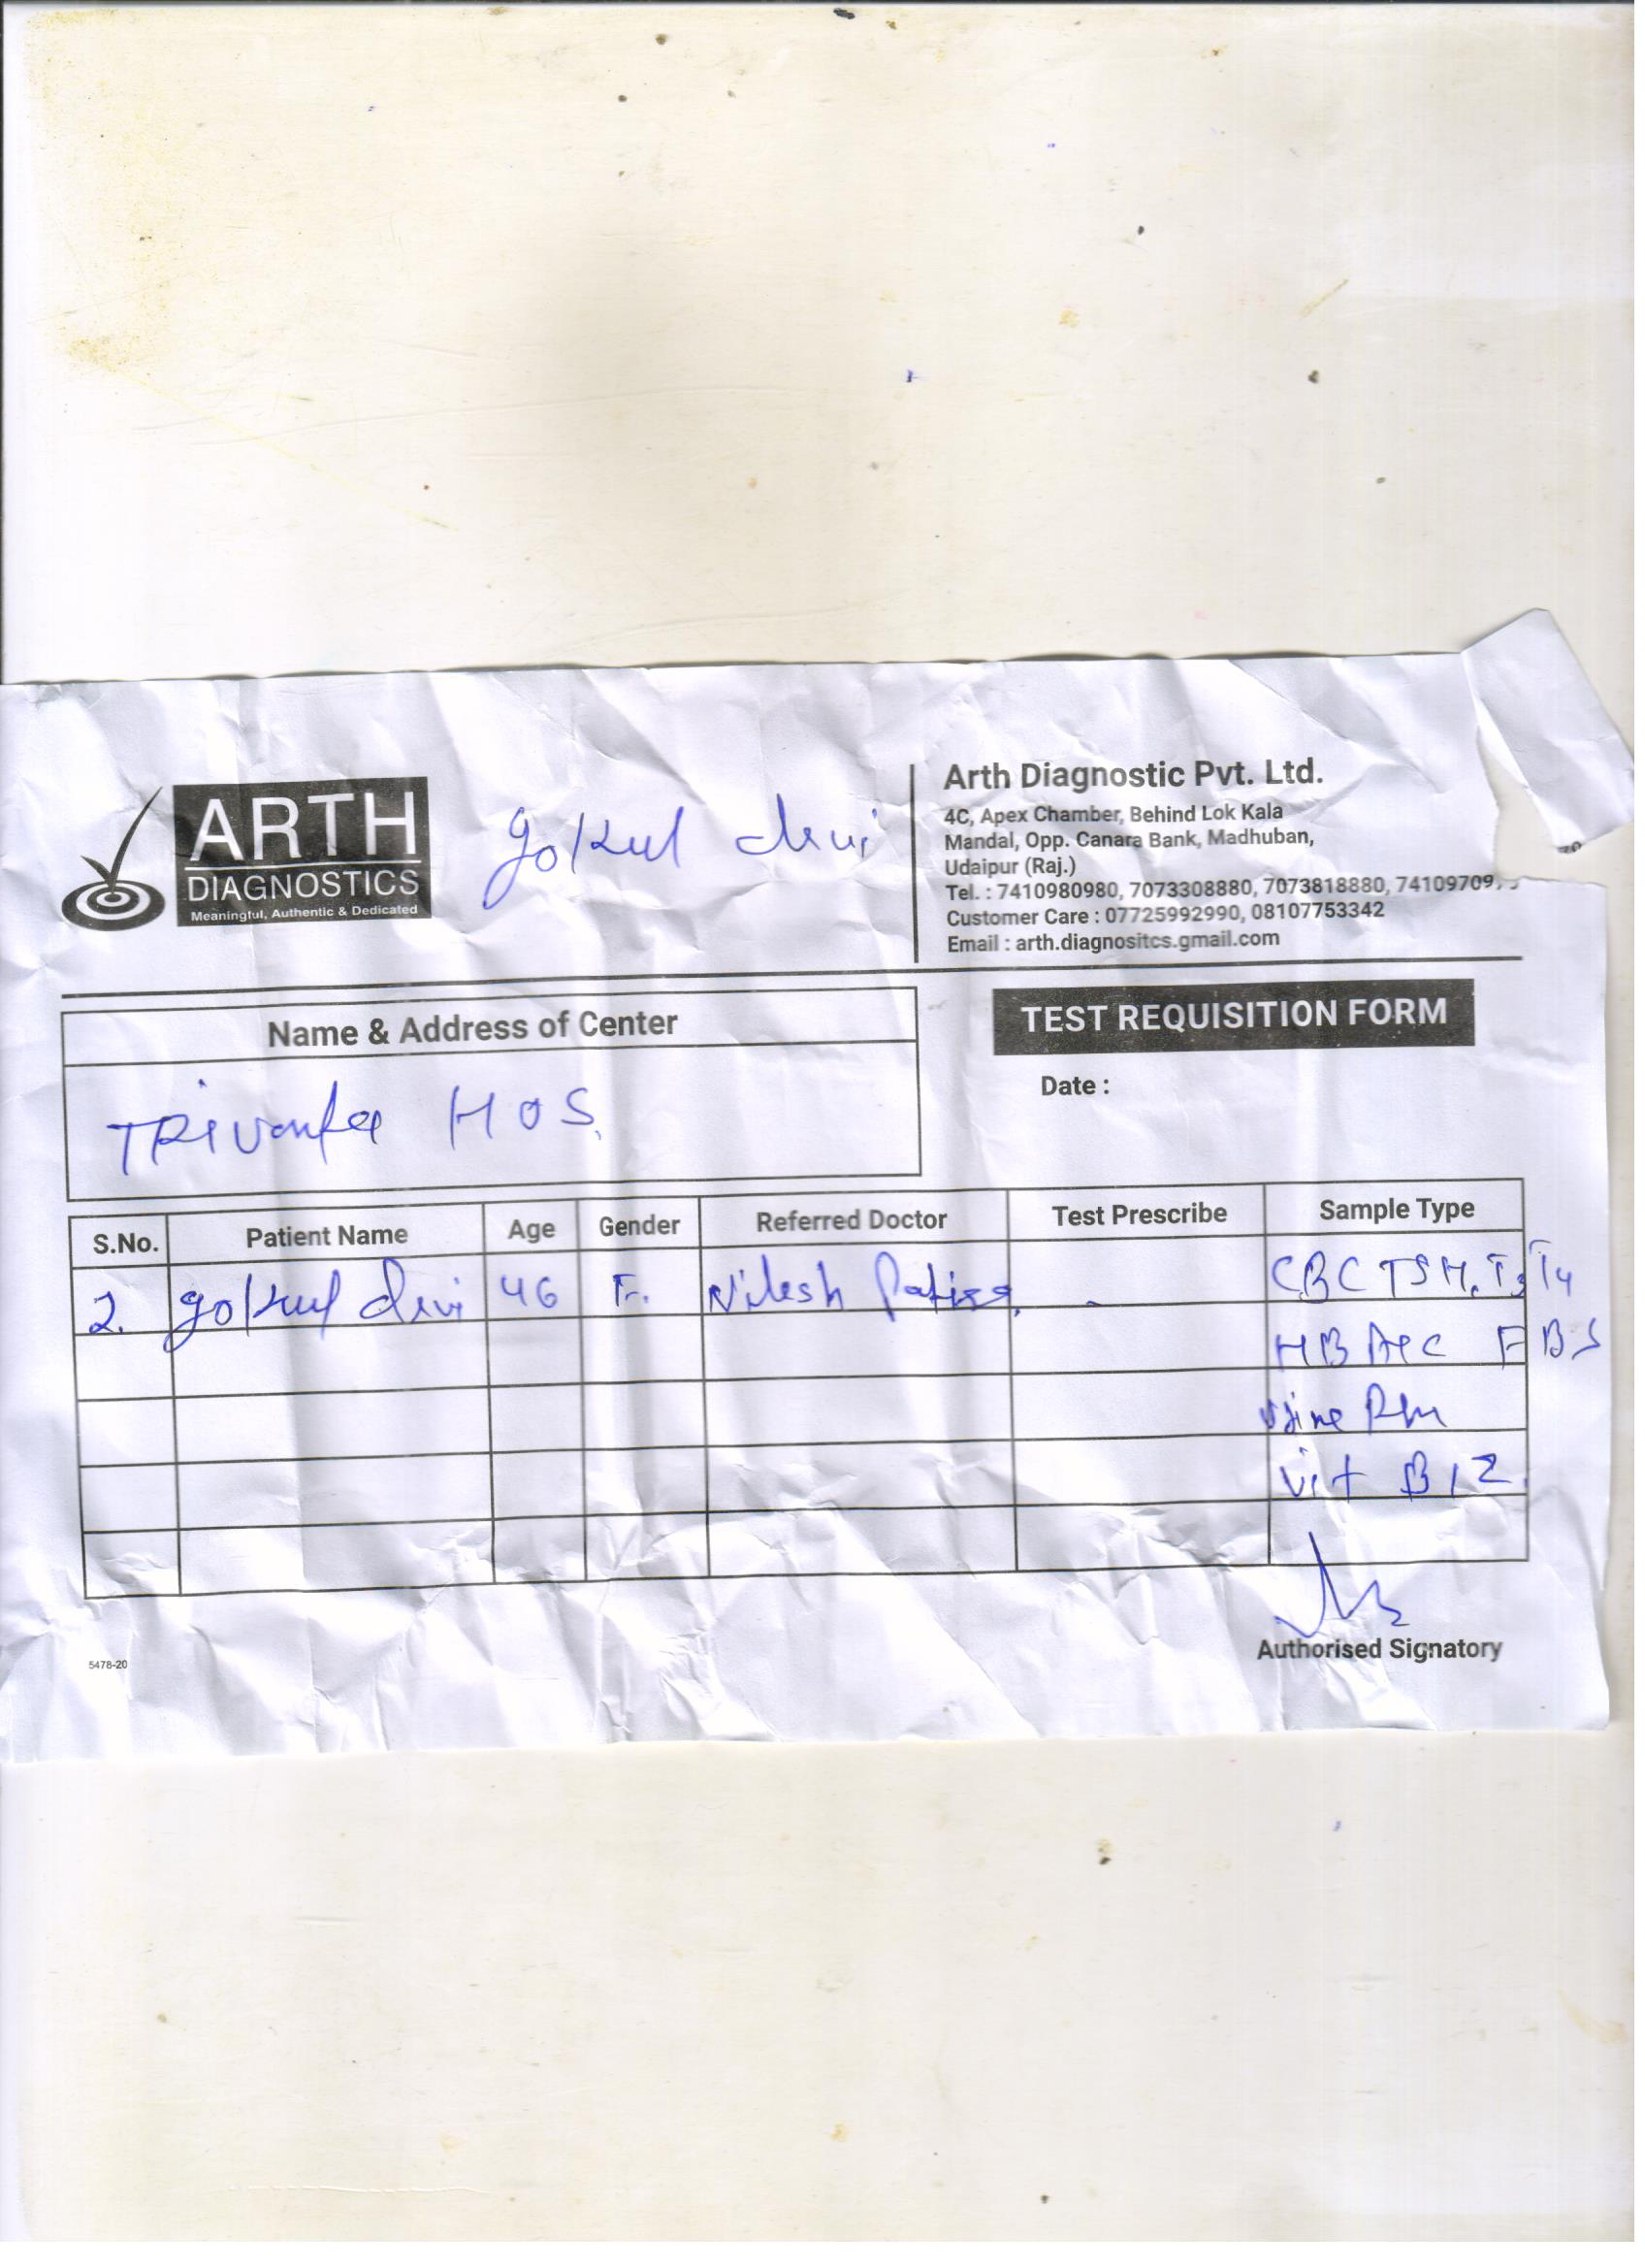 ARTH
DIAGNOSTICS
Meaningful, Authentic & Dedicated
gokul devi
Arth Diagnostic Pvt. Ltd.
4C, Apex Chamber, Behind Lok Kala
Mandal, Opp. Canara Bank, Madhuban,
Udaipur (Raj.)
Tel. : 7410980980, 7073308880, 7073818880, 74109709
Customer Care : 07725992990, 08107753342
Email : arth.diagnositcs.gmail.com
Name & Address of Center
HOS.
TEST REQUISITION FORM
Date :
S.No. Patient Name Age Gender Referred Doctor Test Prescribe Sample Type
2. gokul devi 46 F. Nilesh - CBC TSH. T3 T4
HBA1C FBS
Urine RM
Vit B12.
Authorised Signatory
5478-20